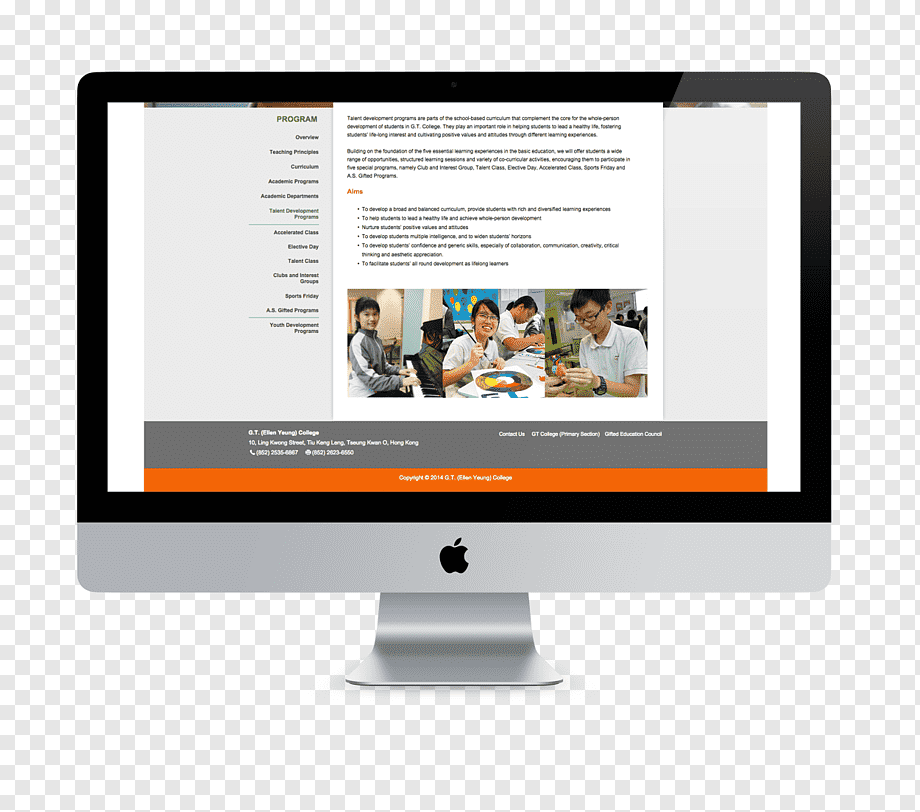 PROGRAM
Overview
Teaching Principles
Curriculum
Academic Programs
Academic Departments
Talent Development
Programs
Accelerated Class
Elective Day
Talent Class
Clubs and Interest
Groups
Sports Friday
A.S. Gifted Programs
Youth Development
Programs
Talent development programs are parts of the school-based curriculum that complement the core for the whole-person
development of students in G.T. College. They play an important role in helping students to lead a healthy life, fostering
students' life-long interest and cultivating positive values and attitudes through different learning experiences.
Building on the foundation of the five essential learning experiences in the basic education, we will offer students a wide
range of opportunities, structured learning sessions and variety of co-curricular activities, encouraging them to participate in
five special programs, namely Club and Interest Group, Talent Class, Elective Day, Accelerated Class, Sports Friday and
A.S. Gifted Programs.
Aims
• To develop a broad and balanced curriculum, provide students with rich and diversified learning experiences
• To help students to lead a healthy life and achieve whole-person development
• Nurture students' positive values and attitudes
• To develop students multiple intelligence, and to widen students' horizons
• To develop students' confidence and generic skills, especially of collaboration, communication, creativity, critical
thinking and aesthetic appreciation.
• To facilitate students' all round development as lifelong learners
G.T. (Ellen Yeung) College
10, Ling Kwong Street, Tiu Keng Leng, Tseung Kwan O, Hong Kong
(852) 2535-6867 (852) 2623-6550
Contact Us GT College (Primary Section) Gifted Education Council
Copyright © 2014 G.T. (Ellen Yeung) College